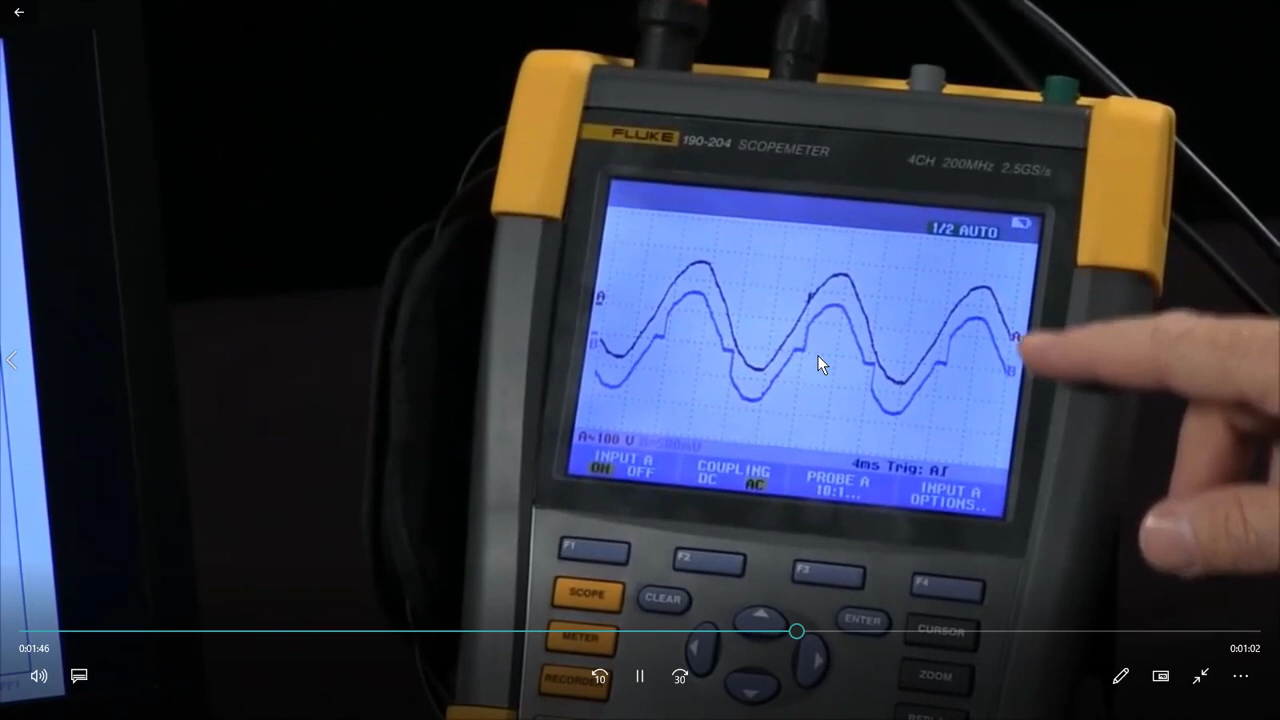 FLUKE 190-204 SCOPEMETER
4CH 200MHz 2.5GS/s
1/2 AUTO
A
A
B
B
A~100 V B~500mV
4ms Trig: A
INPUT A
ON OFF
COUPLING
DC AC
PROBE A
10:1...
INPUT A
OPTIONS..
F1
F2
F3
F4
SCOPE
CLEAR
ENTER
CURSOR
METER
RECORDER
ZOOM
0:01:46
0:01:02
10
30